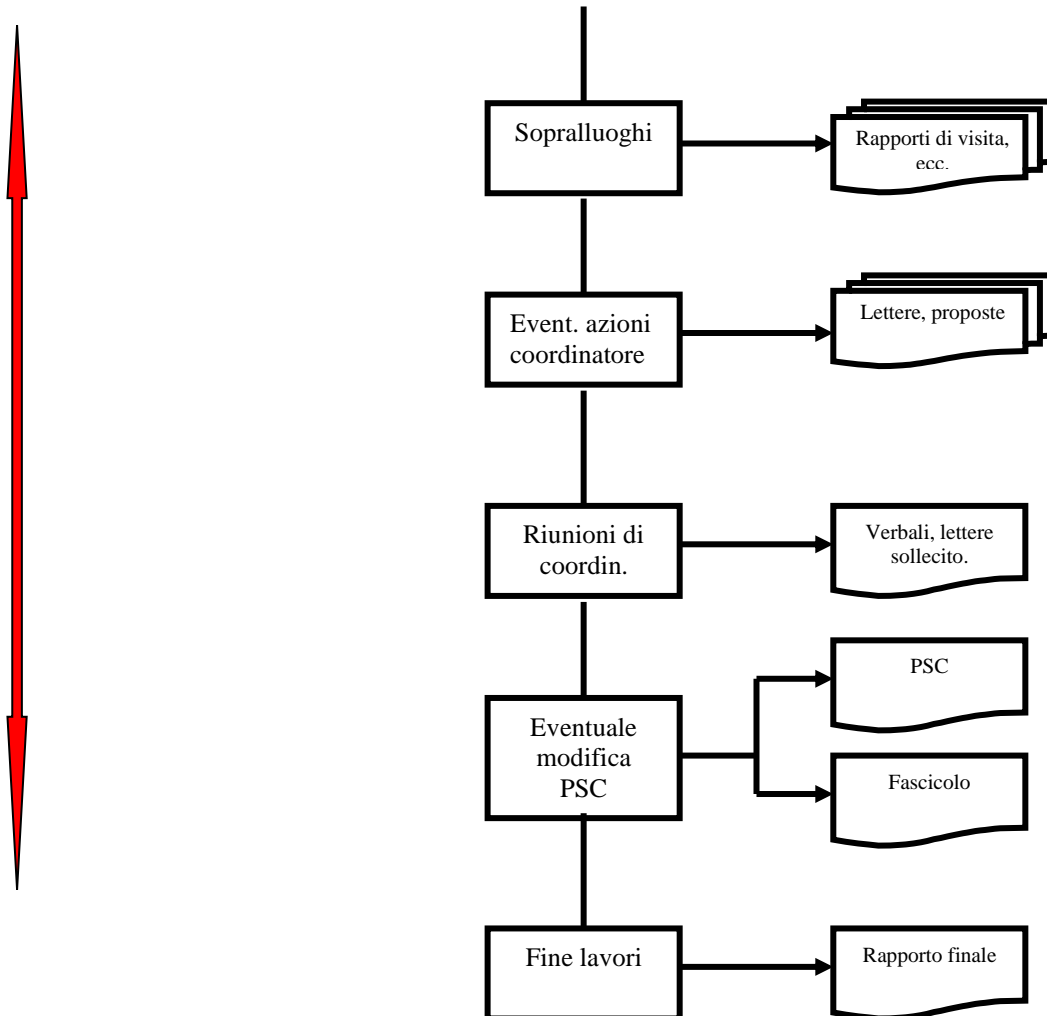 Sopralluoghi
Rapporti di visita,
ecc.
Event. azioni
coordinatore
Lettere, proposte
Riunioni di
coordin.
Verbali, lettere
sollecito.
PSC
Eventuale
modifica
PSC
Fascicolo
Fine lavori
Rapporto finale